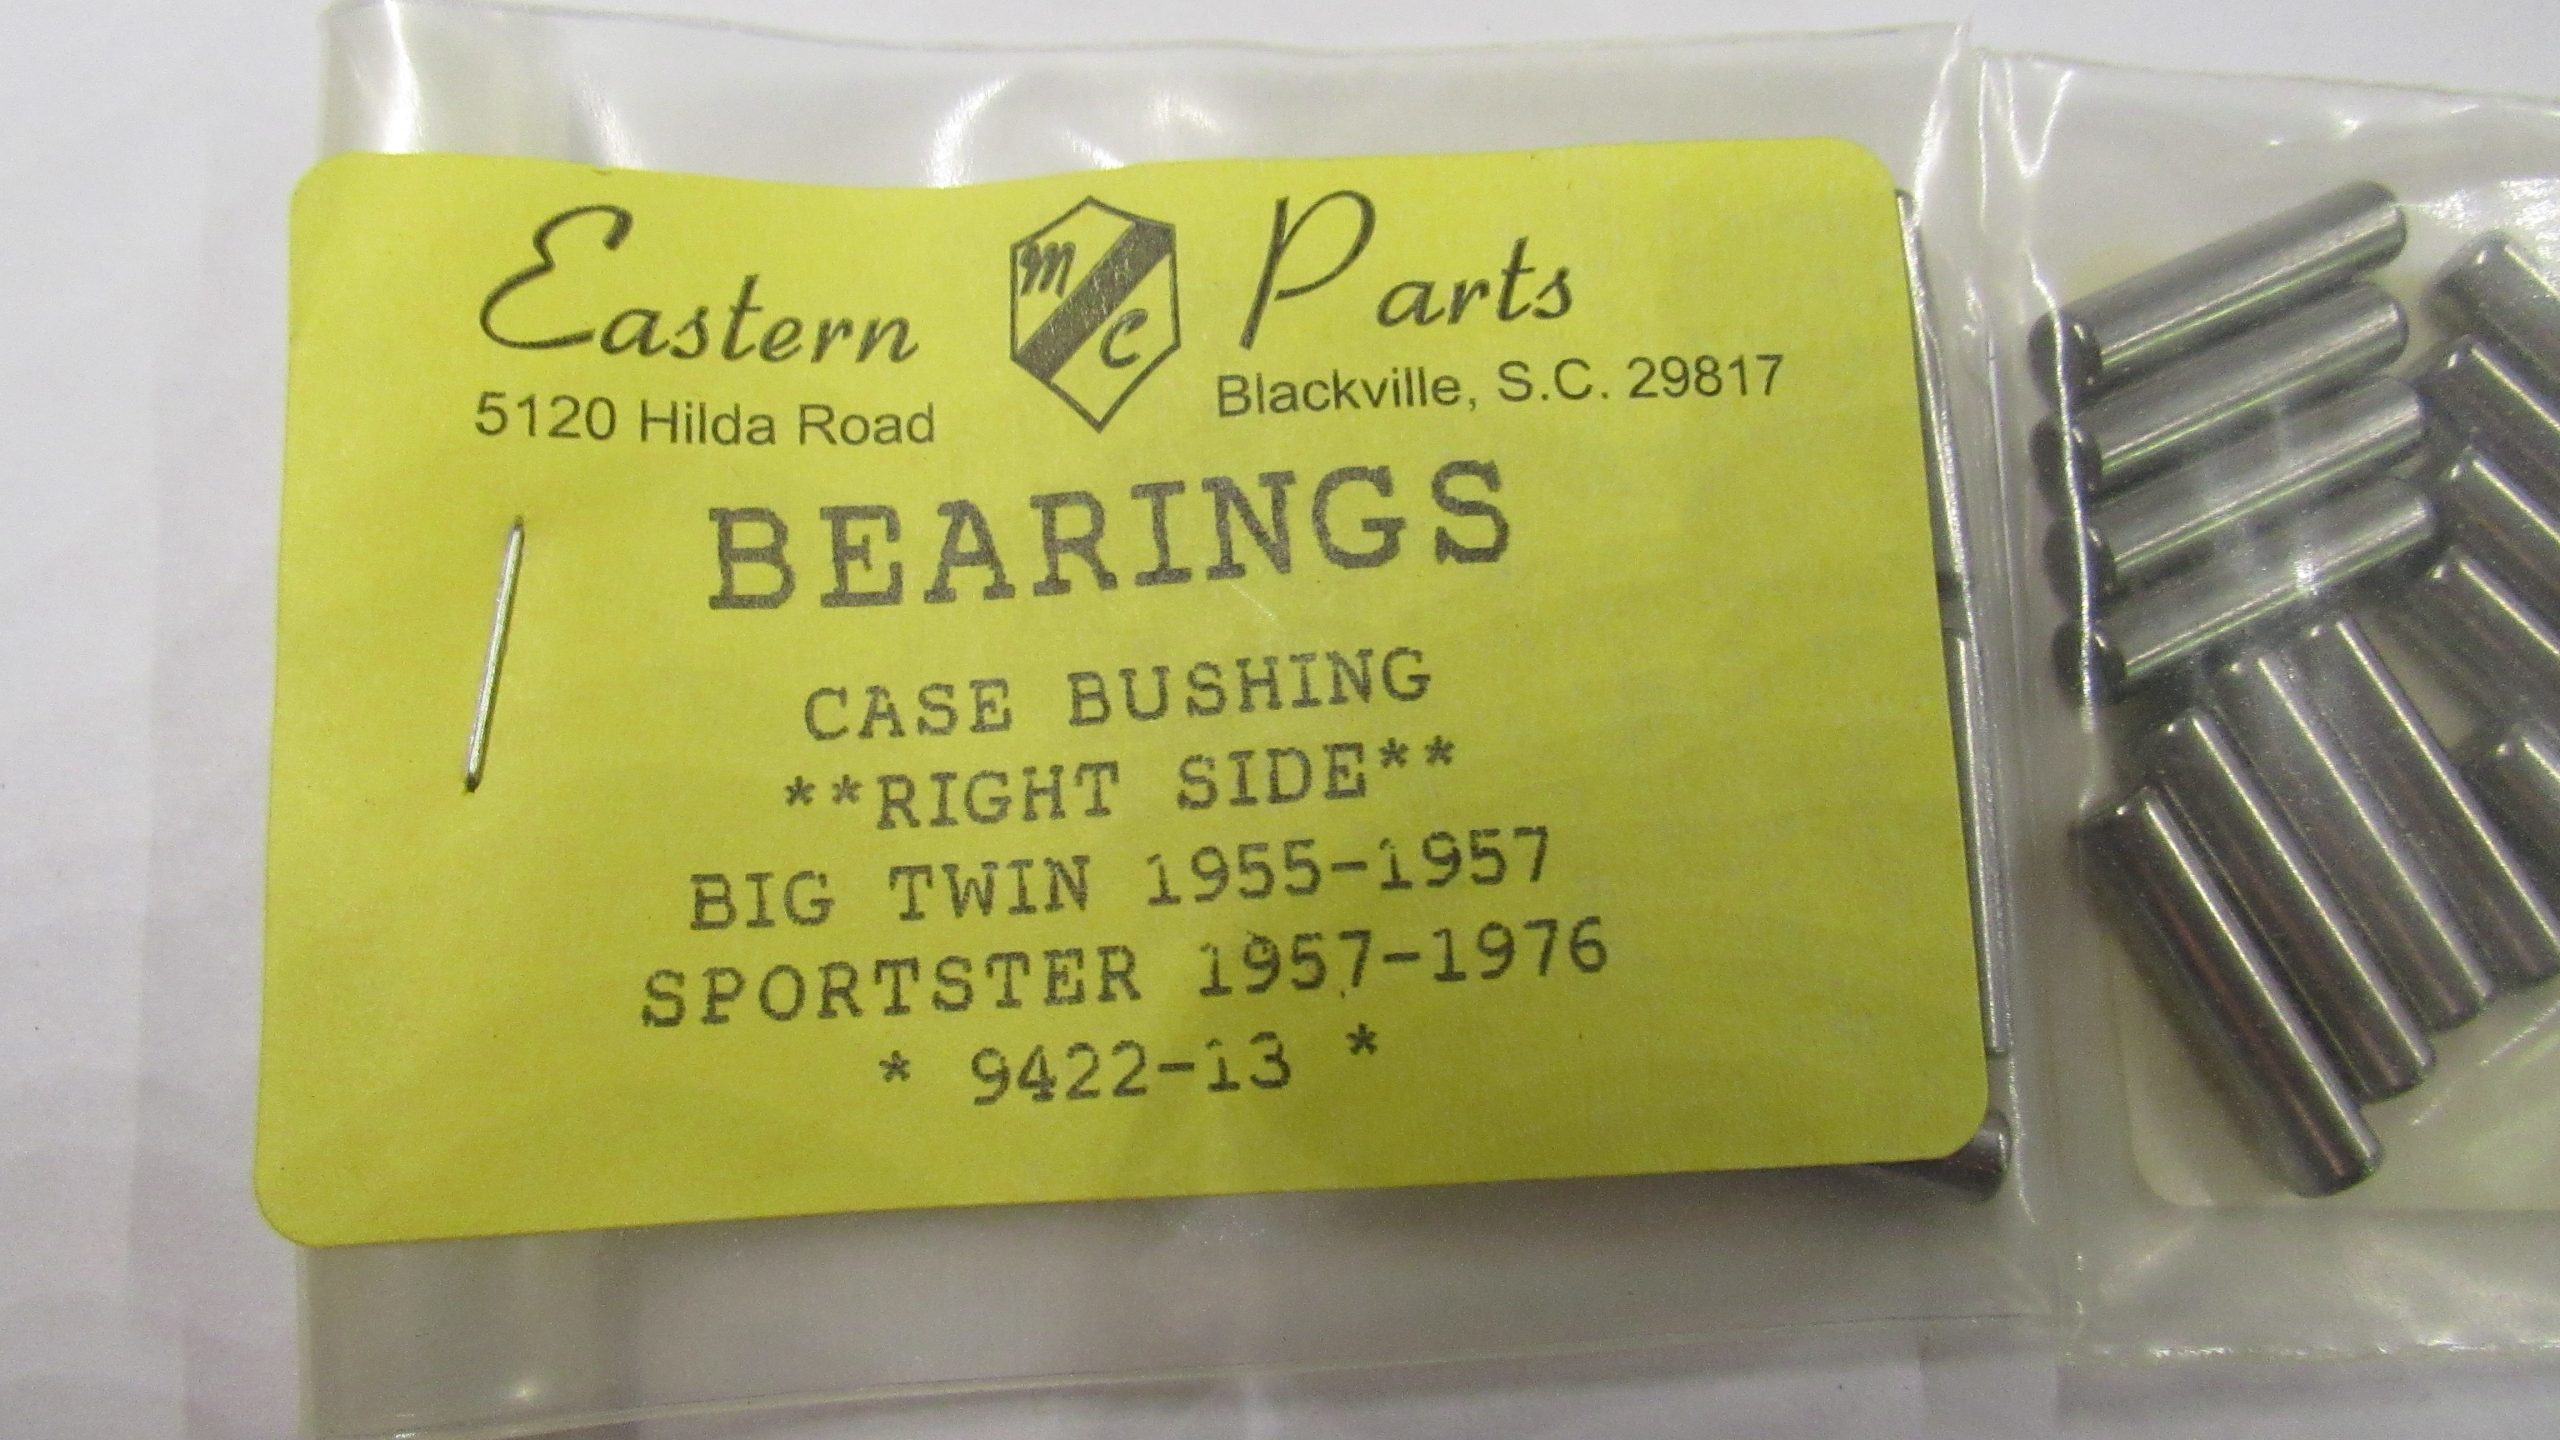 Eastern MC Parts
5120 Hilda Road Blackville, S.C. 29817
BEARINGS
CASE BUSHING
**RIGHT SIDE**
BIG TWIN 1955-1957
SPORTSTER 1957-1976
* 9422-13 *